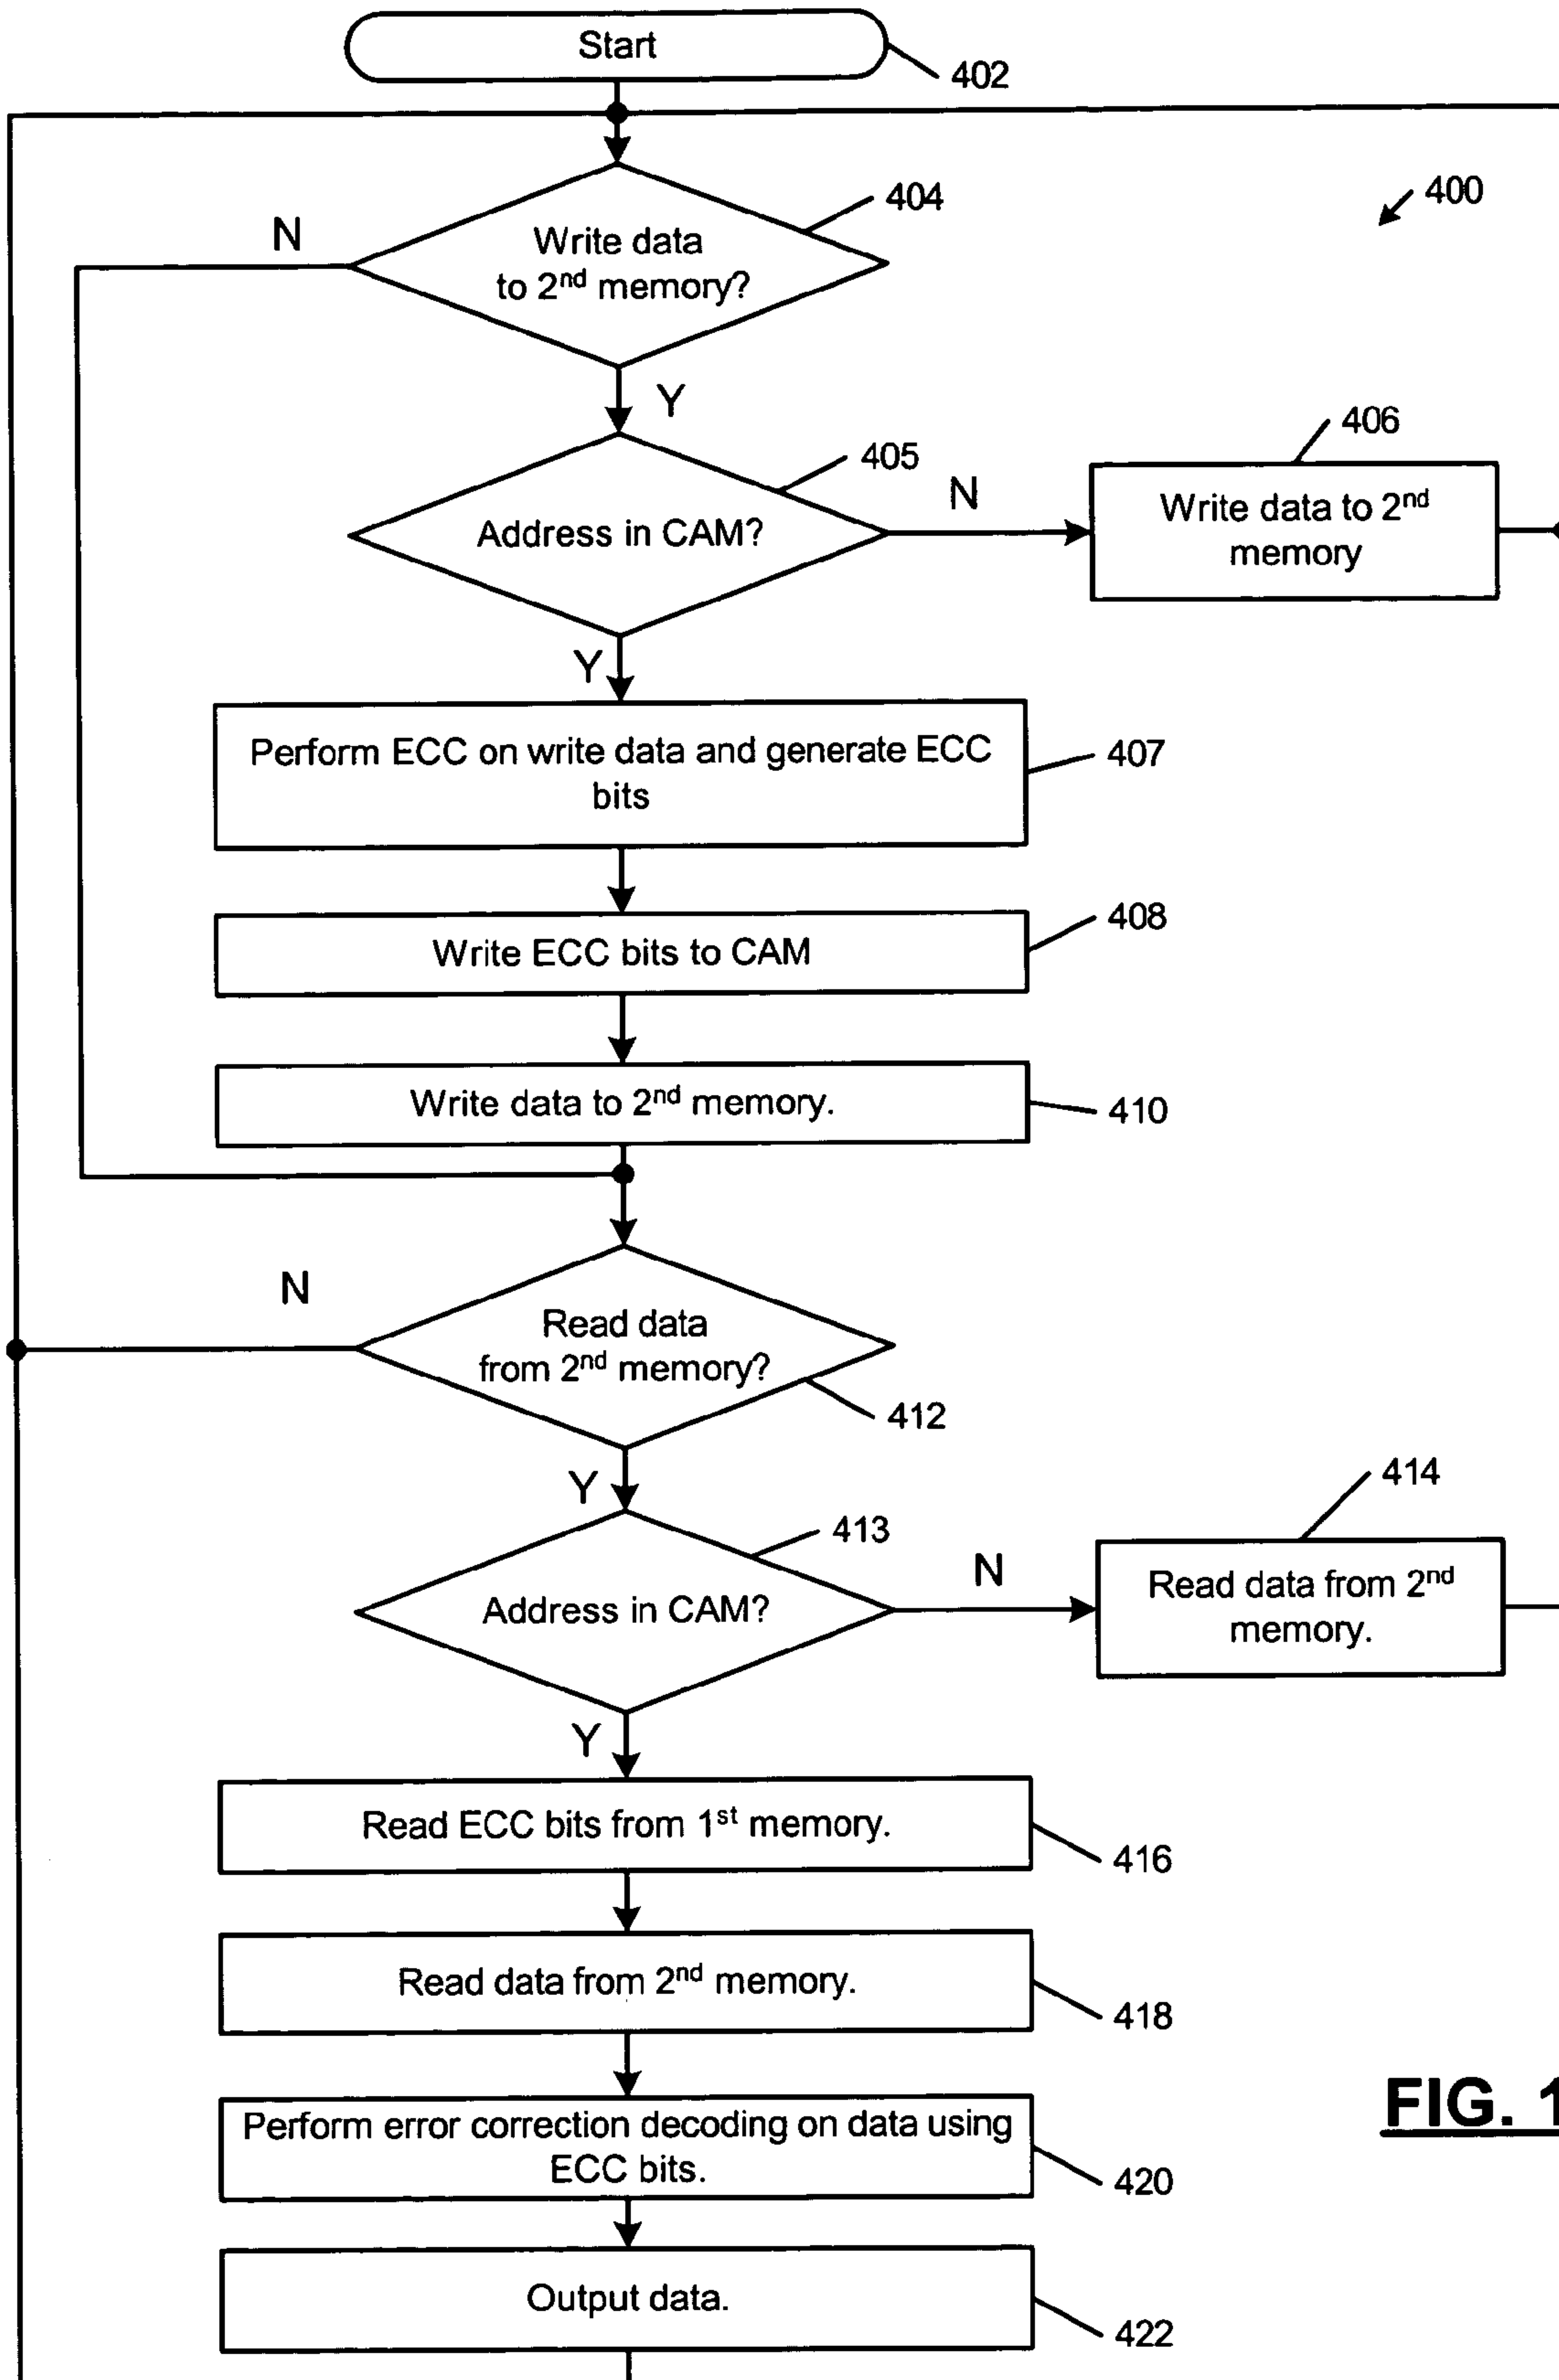 Start
402
400
404
N
Write data
to 2nd memory?
Y
406
405
N
Address in CAM?
Write data to 2nd
memory
Y
Perform ECC on write data and generate ECC
bits
407
408
Write ECC bits to CAM
Write data to 2nd memory.
410
N
Read data
from 2nd memory?
412
Y
414
413
N
Address in CAM?
Read data from 2nd
memory.
Y
Read ECC bits from 1st memory.
416
Read data from 2nd memory.
418
FIG. 1
Perform error correction decoding on data using
ECC bits.
420
Output data.
422